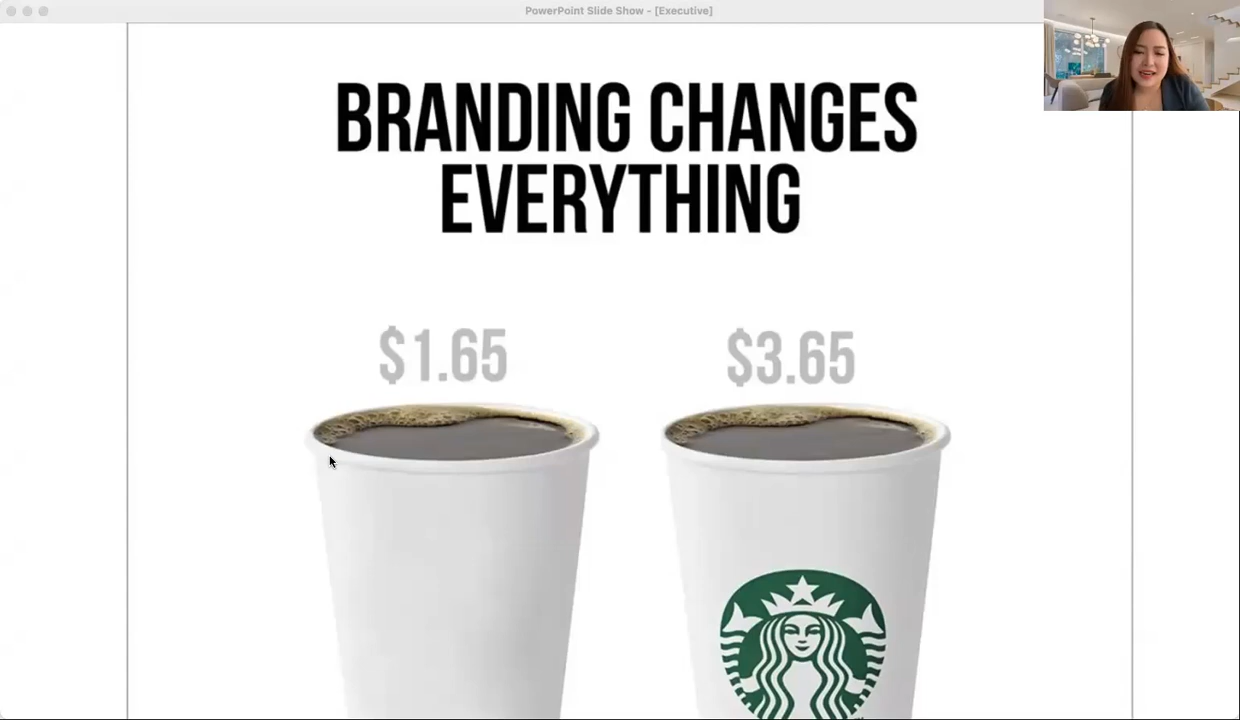 PowerPoint Slide Show - [Executive]
BRANDING CHANGES
EVERYTHING
$1.65
$3.65